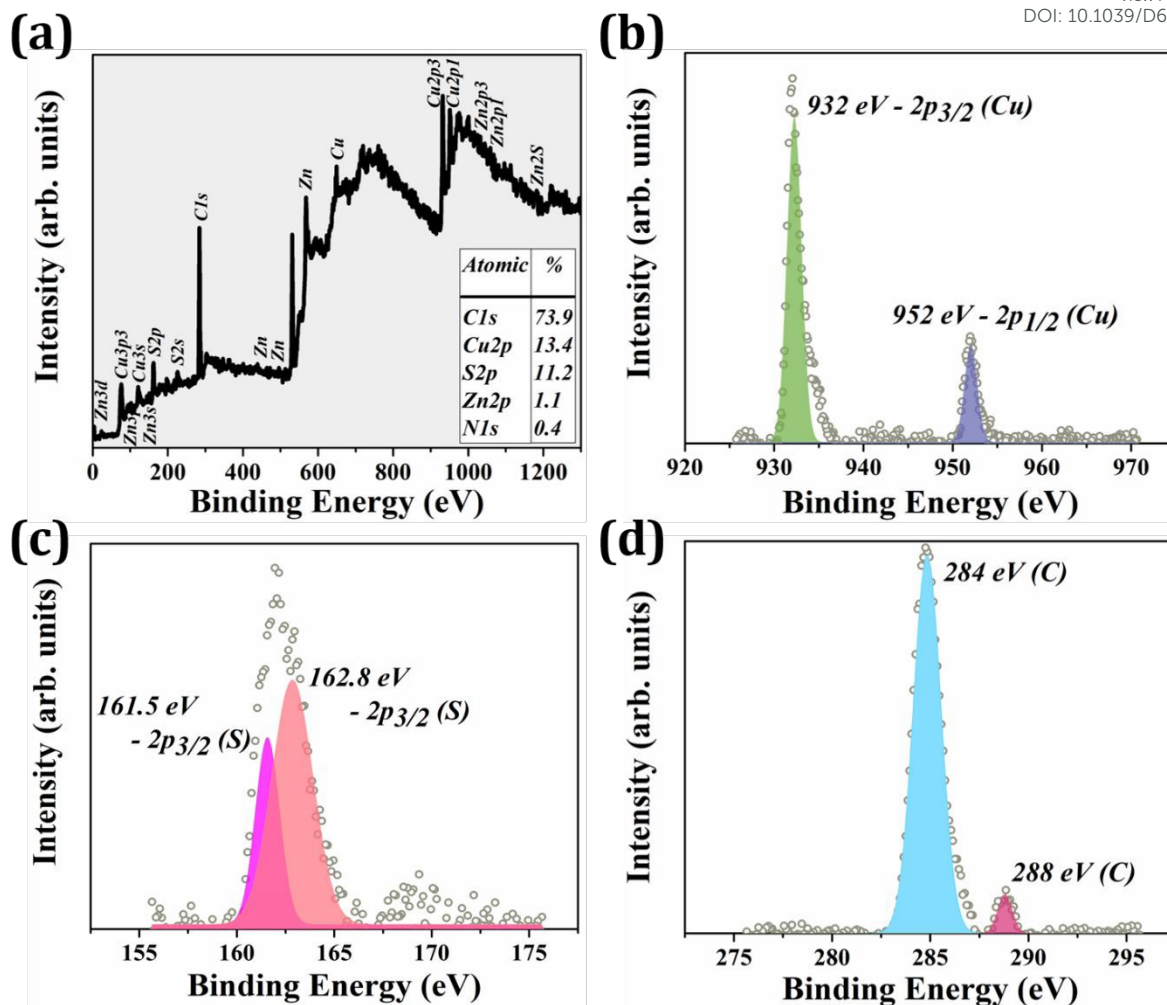 DOI: 10.1039/D6
(a)
Intensity (arb. units)
Zn3d
Cu3p3
Cu3s
Zn3s
S2p
S2s
C1s
Zn
Zn
Zn
Cu
Cu2p3
Cu2p1
Zn2p3
Zn2p1
Zn2S
Atomic %
C1s 73.9
Cu2p 13.4
S2p 11.2
Zn2p 1.1
N1s 0.4
0 200 400 600 800 1000 1200
Binding Energy (eV)
(b)
Intensity (arb. units)
932 eV - 2p3/2 (Cu)
952 eV - 2p1/2 (Cu)
920 930 940 950 960 970
Binding Energy (eV)
(c)
Intensity (arb. units)
161.5 eV
- 2p3/2 (S)
162.8 eV
- 2p3/2 (S)
155 160 165 170 175
Binding Energy (eV)
(d)
Intensity (arb. units)
284 eV (C)
288 eV (C)
275 280 285 290 295
Binding Energy (eV)